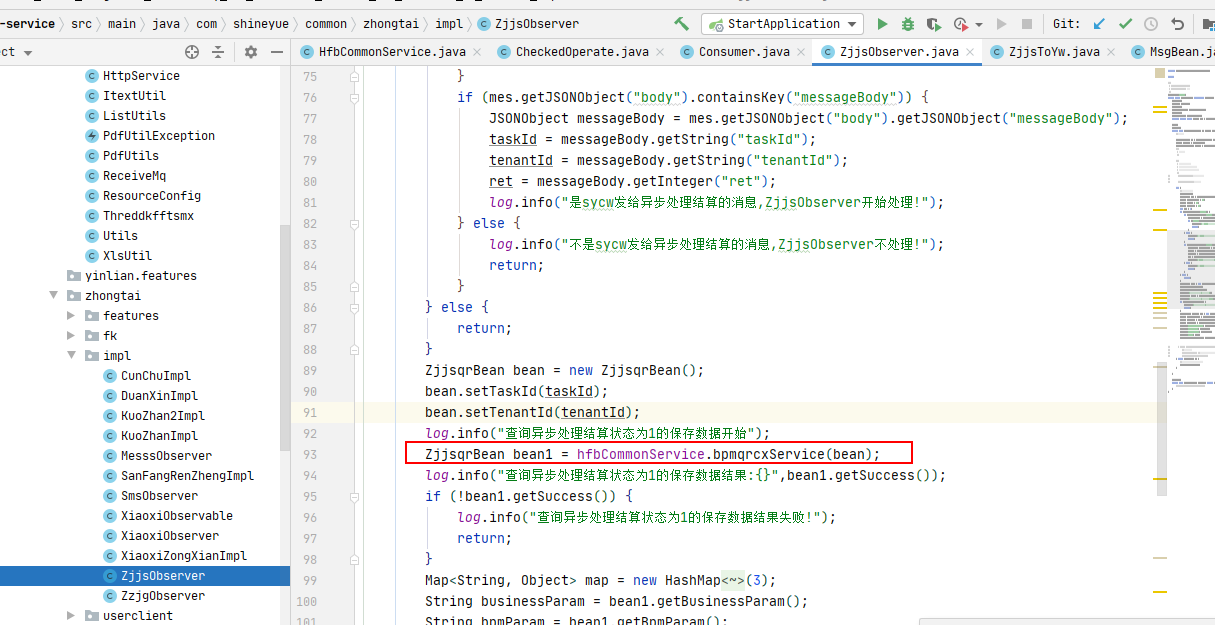 -service › src › main › java › com › shineyue › common › zhongtai › impl › ZjjsObserver
StartApplication
Git:
ct
HfbCommonService.java
CheckedOperate.java
Consumer.java
ZjjsObserver.java
ZjjsToYw.java
MsgBean.ja
HttpService
ItextUtil
ListUtils
PdfUtilException
PdfUtils
ReceiveMq
ResourceConfig
Threddkfftsmx
Utils
XlsUtil
yinlian.features
zhongtai
features
fk
impl
CunChuImpl
DuanXinImpl
KuoZhan2Impl
KuoZhanImpl
MesssObserver
SanFangRenZhengImpl
SmsObserver
XiaoxiObservable
XiaoxiObserver
XiaoxiZongXianImpl
ZjjsObserver
ZzjgObserver
userclient
75 }
76 if (mes.getJSONObject("body").containsKey("messageBody")) {
77 JSONObject messageBody = mes.getJSONObject("body").getJSONObject("messageBody");
78 taskId = messageBody.getString("taskId");
79 tenantId = messageBody.getString("tenantId");
80 ret = messageBody.getInteger("ret");
81 log.info("是sycw发给异步处理结算的消息,ZjjsObserver开始处理!");
82 } else {
83 log.info("不是sycw发给异步处理结算的消息,ZjjsObserver不处理!");
84 return;
85 }
86 } else {
87 return;
88 }
89 ZjjsqrBean bean = new ZjjsqrBean();
90 bean.setTaskId(taskId);
91 bean.setTenantId(tenantId);
92 log.info("查询异步处理结算状态为1的保存数据开始");
93 ZjjsqrBean bean1 = hfbCommonService.bpmqrcxService(bean);
94 log.info("查询异步处理结算状态为1的保存数据结果:{}",bean1.getSuccess());
95 if (!bean1.getSuccess()) {
96 log.info("查询异步处理结算状态为1的保存数据结果失败!");
97 return;
98 }
99 Map<String, Object> map = new HashMap<~>(3);
100 String businessParam = bean1.getBusinessParam();
101 String bpmParam = bean1.getBpmParam();